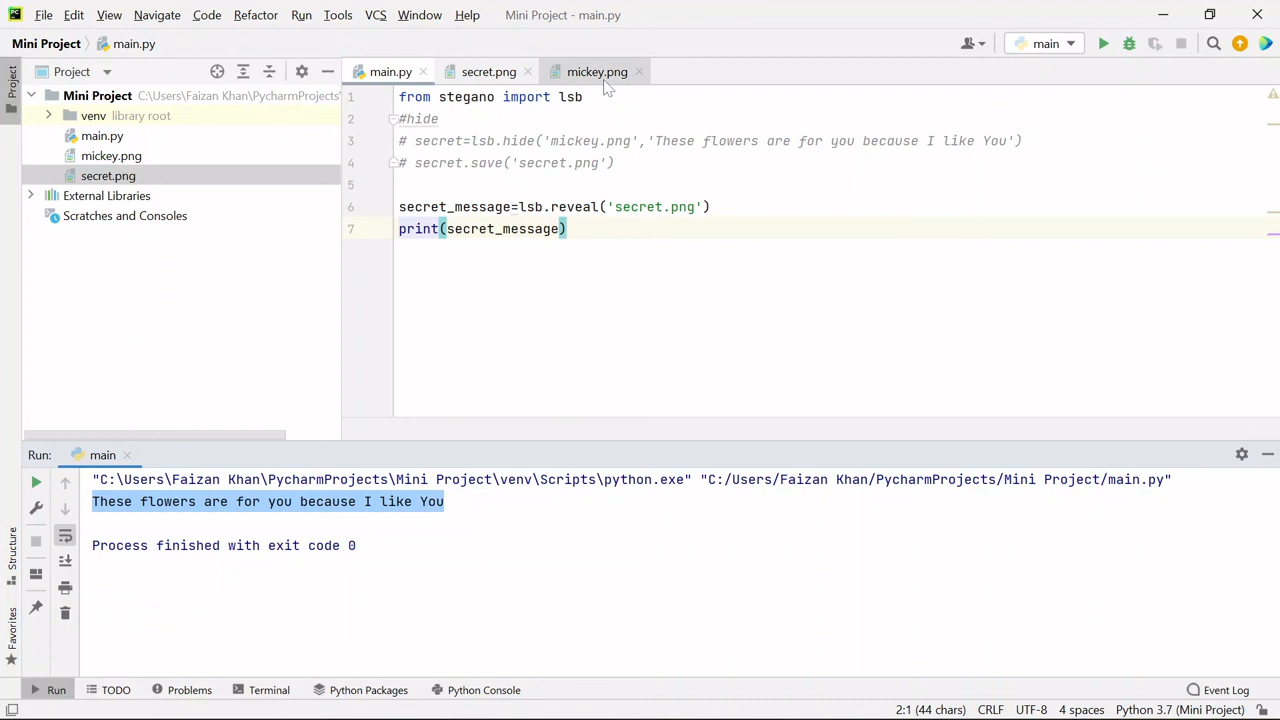 PC File Edit View Navigate Code Refactor Run Tools VCS Window Help Mini Project - main.py
Mini Project main.py main
Project Project main.py secret.png mickey.png
Mini Project C:\Users\Faizan Khan\PycharmProjects\
venv library root
main.py
mickey.png
secret.png
External Libraries
Scratches and Consoles
1 from stegano import lsb
2 #hide
3 # secret=lsb.hide('mickey.png','These flowers are for you because I like You')
4 # secret.save('secret.png')
5
6 secret_message=lsb.reveal('secret.png')
7 print(secret_message)
Run: main
"C:\Users\Faizan Khan\PycharmProjects\Mini Project\venv\Scripts\python.exe" "C:/Users/Faizan Khan/PycharmProjects/Mini Project/main.py"
These flowers are for you because I like You
Process finished with exit code 0
Structure
Favorites
Run TODO Problems Terminal Python Packages Python Console Event Log
2:1 (44 chars) CRLF UTF-8 4 spaces Python 3.7 (Mini Project)